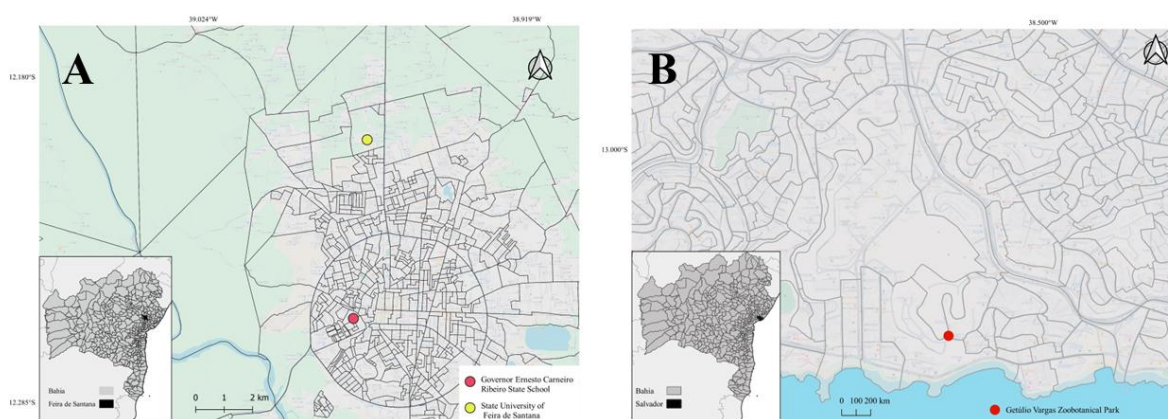 39.024°W
38.919°W
12.180°S
A
Bahia
Feira de Santana
0 1 2 km
Governor Ernesto Carneiro
Ribeiro State School
State University of
Feira de Santana
12.285°S
38.500°W
B
13.000°S
Bahia
Salvador
0 100 200 km
Getúlio Vargas Zoobotanical Park